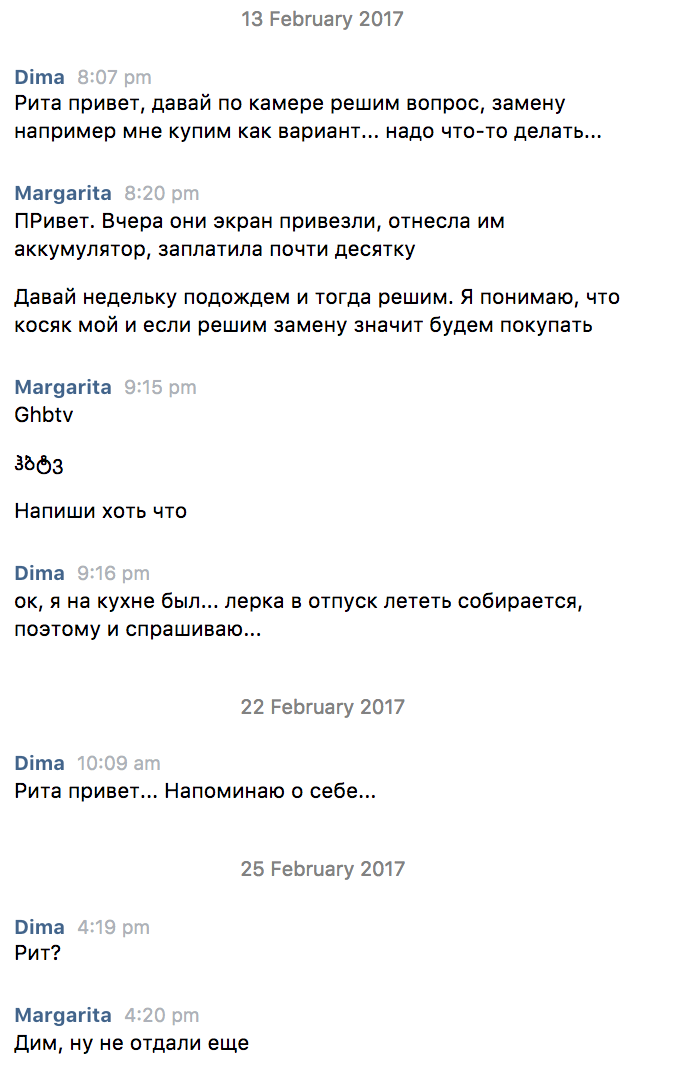 13 February 2017
Dima 8:07 pm
Рита привет, давай по камере решим вопрос, замену
например мне купим как вариант... надо что-то делать...
Margarita 8:20 pm
ПРивет. Вчера они экран привезли, отнесла им
аккумулятор, заплатила почти десятку
Давай недельку подождем и тогда решим. Я понимаю, что
косяк мой и если решим замену значит будем покупать
Margarita 9:15 pm
Ghbtv
Напиши хоть что
Dima 9:16 pm
ок, я на кухне был... лерка в отпуск лететь собирается,
поэтому и спрашиваю...
22 February 2017
Dima 10:09 am
Рита привет... Напоминаю о себе...
25 February 2017
Dima 4:19 pm
Рит?
Margarita 4:20 pm
Дим, ну не отдали еще